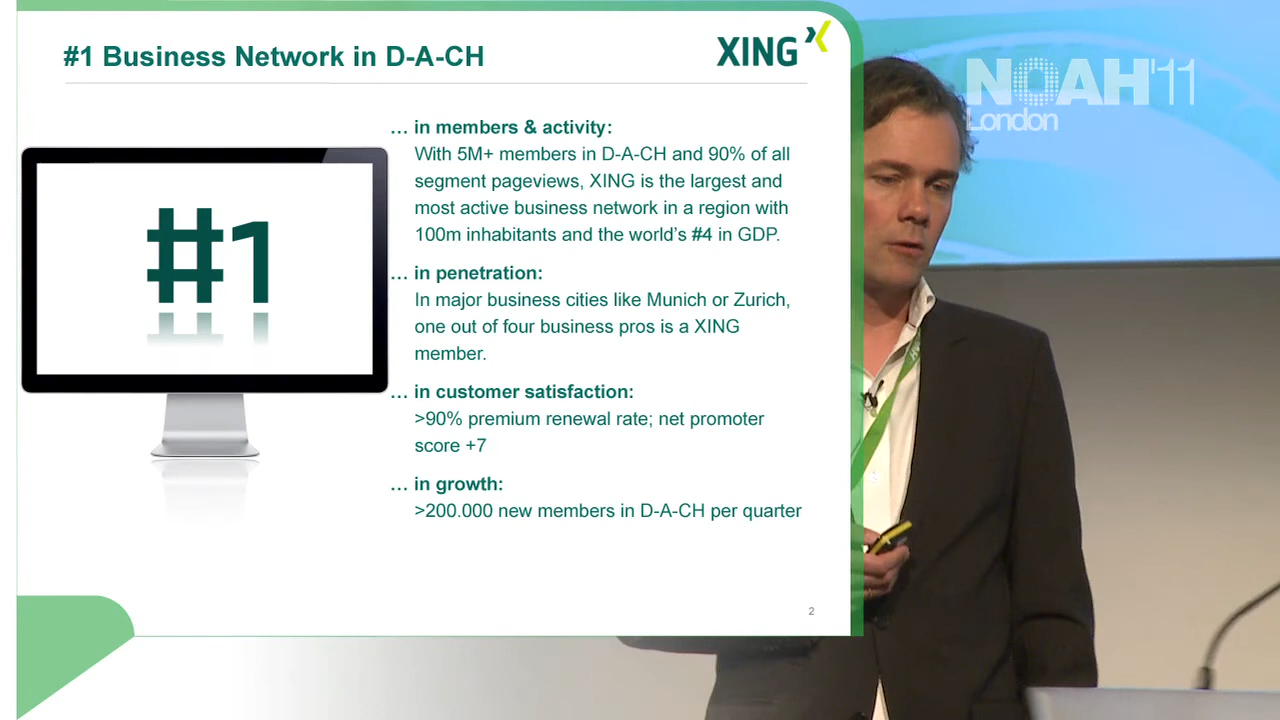 #1 Business Network in D-A-CH
XING
NOAH'11
London
#1
… in members & activity:
With 5M+ members in D-A-CH and 90% of all
segment pageviews, XING is the largest and
most active business network in a region with
100m inhabitants and the world's #4 in GDP.
… in penetration:
In major business cities like Munich or Zurich,
one out of four business pros is a XING
member.
… in customer satisfaction:
>90% premium renewal rate; net promoter
score +7
… in growth:
>200.000 new members in D-A-CH per quarter
2